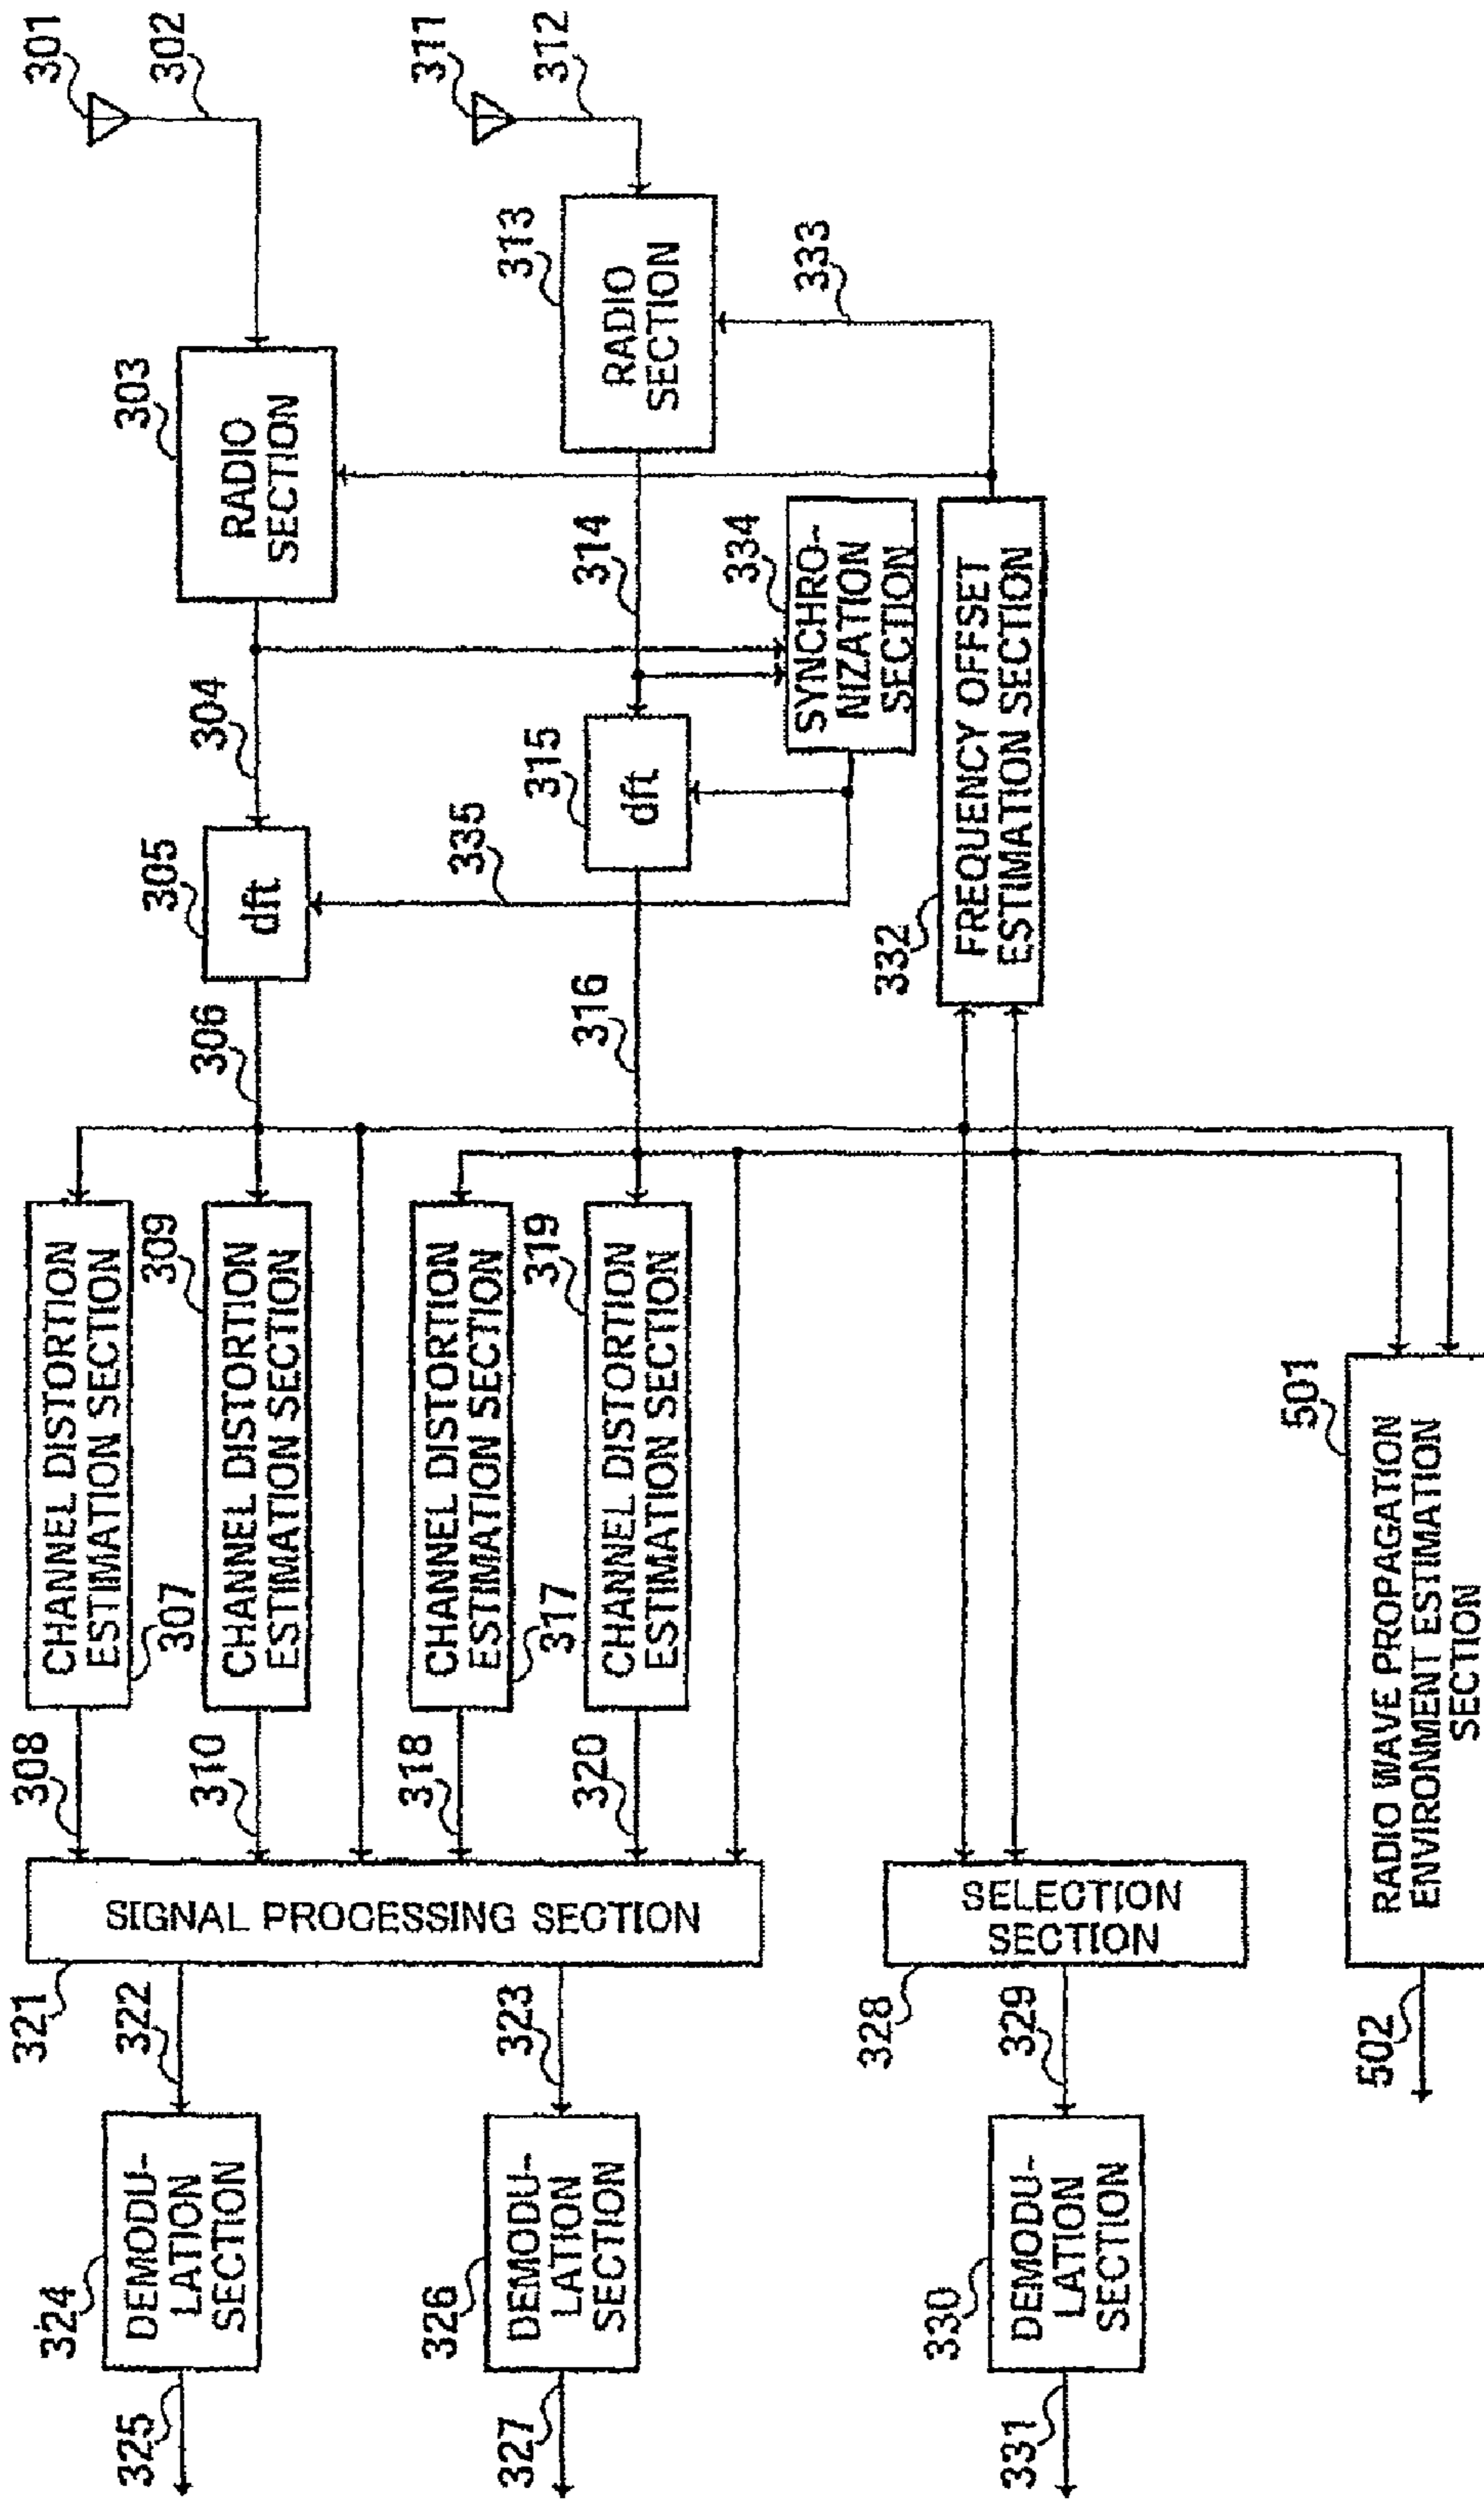 301
302
303
RADIO
SECTION
304
305
dft
306
CHANNEL DISTORTION
ESTIMATION SECTION
307
308
309
CHANNEL DISTORTION
ESTIMATION SECTION
310
311
312
313
RADIO
SECTION
314
315
dft
316
CHANNEL DISTORTION
ESTIMATION SECTION
317
318
319
CHANNEL DISTORTION
ESTIMATION SECTION
320
321
SIGNAL PROCESSING SECTION
322
323
324
DEMODU-
LATION
SECTION
325
326
DEMODU-
LATION
SECTION
327
333
334
SYNCHRO-
NIZATION
SECTION
335
332
FREQUENCY OFFSET
ESTIMATION SECTION
328
SELECTION
SECTION
329
330
DEMODU-
LATION
SECTION
331
501
RADIO WAVE PROPAGATION
ENVIRONMENT ESTIMATION
SECTION
502